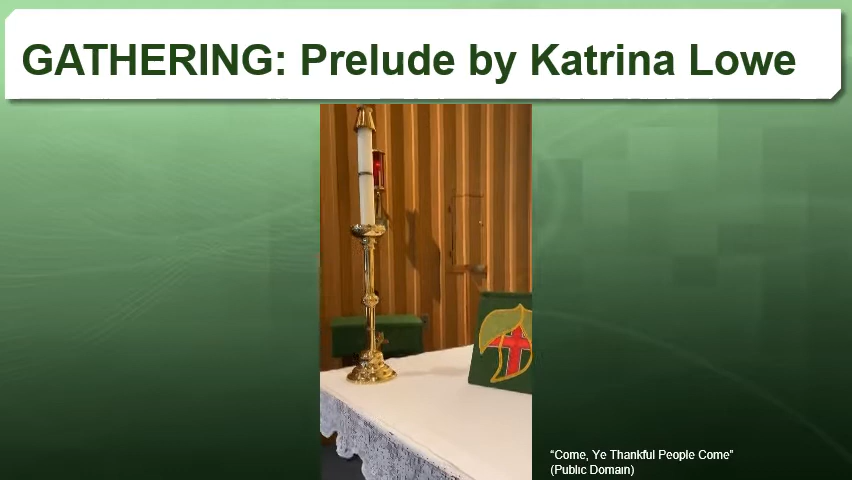 GATHERING: Prelude by Katrina Lowe
“Come, Ye Thankful People Come”
(Public Domain)